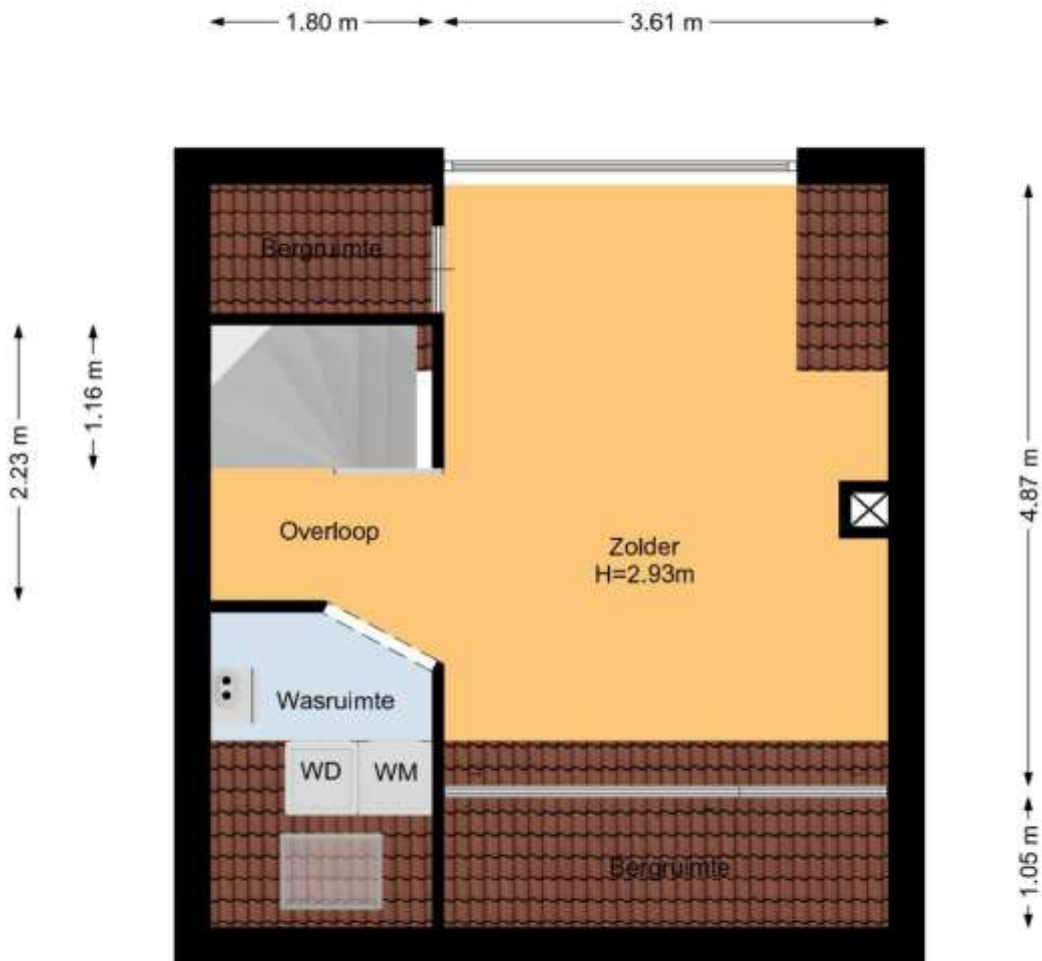 1.80 m
3.61 m
Bergruimte
1.16 m
2.23 m
4.87 m
Overloop
Zolder
H=2.93m
Wasruimte
WD
WM
Bergruimte
1.05 m